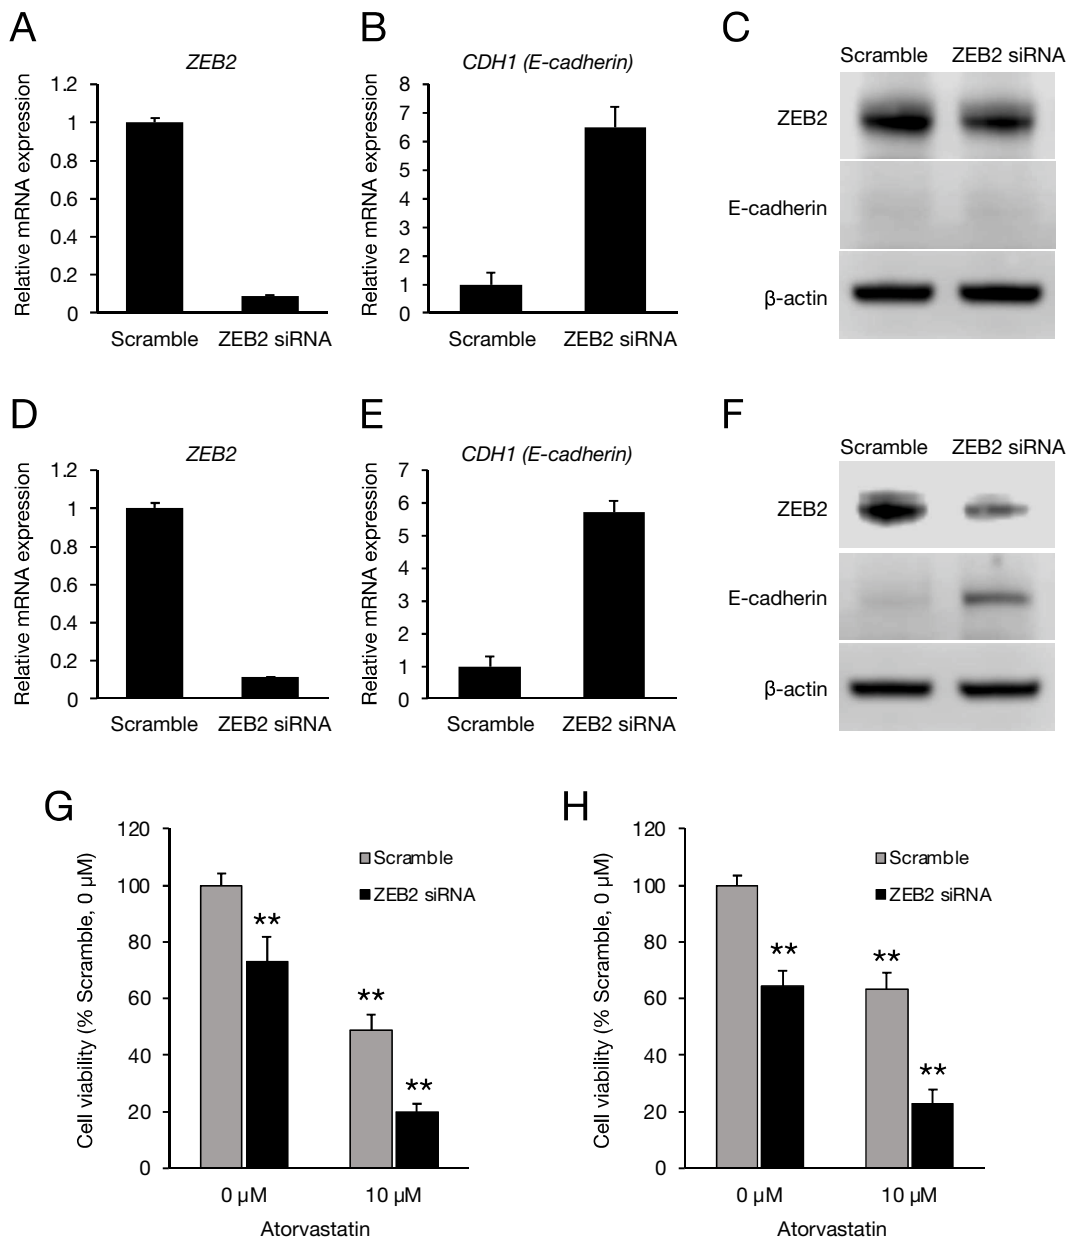 A
ZEB2
Relative mRNA expression
1.2
1
0.8
0.6
0.4
0.2
0
Scramble
ZEB2 siRNA
B
CDH1 (E-cadherin)
Relative mRNA expression
8
7
6
5
4
3
2
1
0
Scramble
ZEB2 siRNA
C
Scramble
ZEB2 siRNA
ZEB2
E-cadherin
β-actin
D
ZEB2
Relative mRNA expression
1.2
1
0.8
0.6
0.4
0.2
0
Scramble
ZEB2 siRNA
E
CDH1 (E-cadherin)
Relative mRNA expression
7
6
5
4
3
2
1
0
Scramble
ZEB2 siRNA
F
Scramble
ZEB2 siRNA
ZEB2
E-cadherin
β-actin
G
Cell viability (% Scramble, 0 μM)
120
100
80
60
40
20
0
Scramble
ZEB2 siRNA
**
**
**
0 μM
10 μM
Atorvastatin
H
Cell viability (% Scramble, 0 μM)
120
100
80
60
40
20
0
Scramble
ZEB2 siRNA
**
**
**
0 μM
10 μM
Atorvastatin